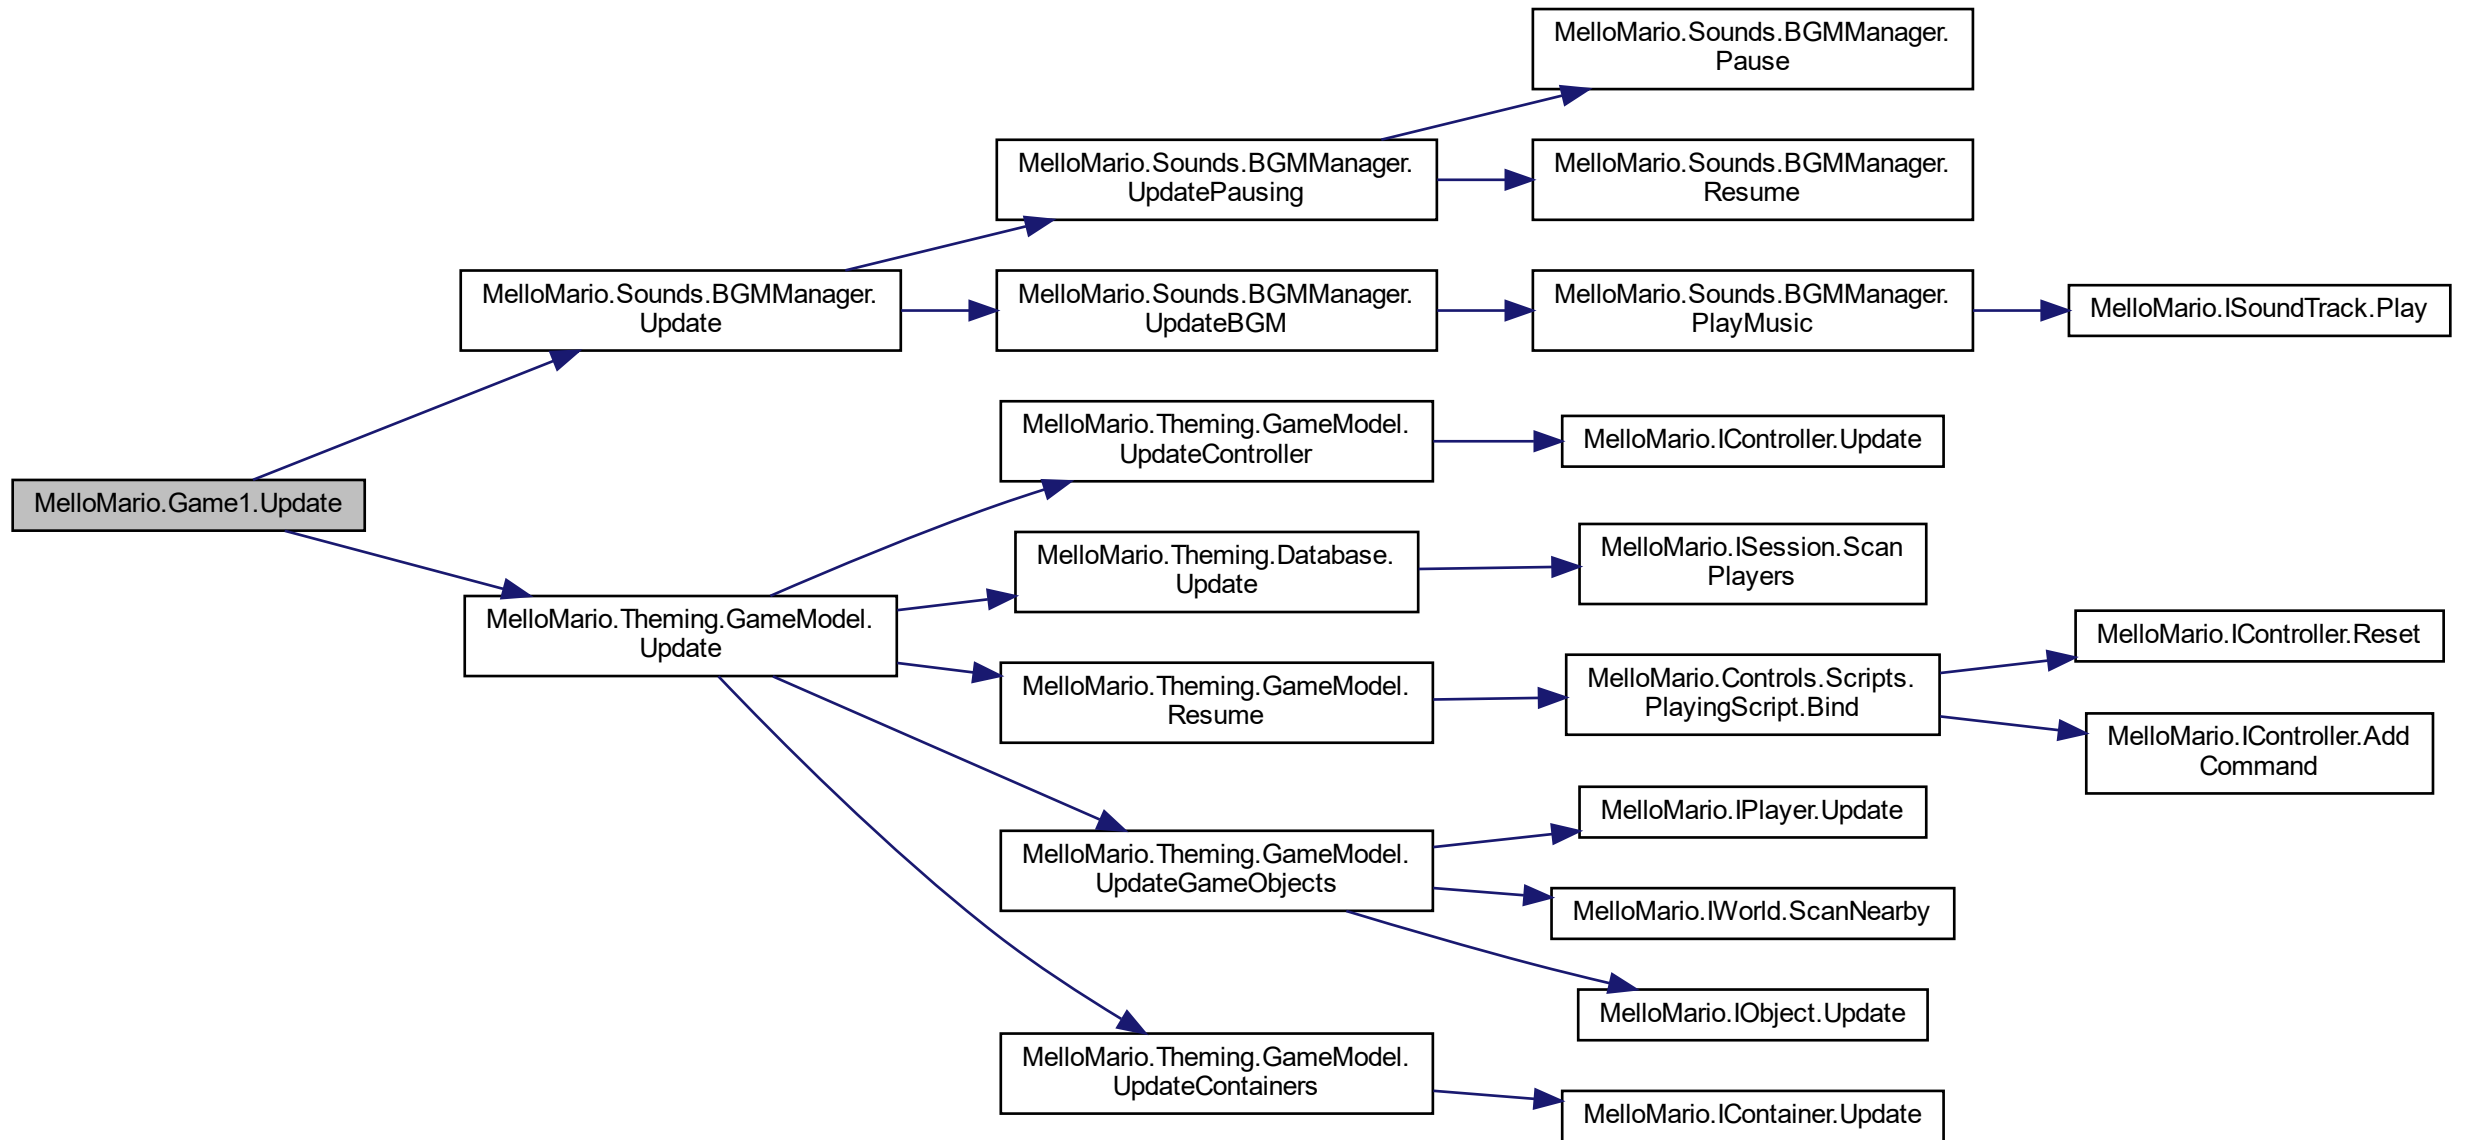 MelloMario.Game1.Update
MelloMario.Sounds.BGMManager.
Update
MelloMario.Theming.GameModel.
Update
MelloMario.Sounds.BGMManager.
UpdatePausing
MelloMario.Sounds.BGMManager.
UpdateBGM
MelloMario.Theming.GameModel.
UpdateController
MelloMario.Theming.Database.
Update
MelloMario.Theming.GameModel.
Resume
MelloMario.Theming.GameModel.
UpdateGameObjects
MelloMario.Theming.GameModel.
UpdateContainers
MelloMario.Sounds.BGMManager.
Pause
MelloMario.Sounds.BGMManager.
Resume
MelloMario.Sounds.BGMManager.
PlayMusic
MelloMario.IController.Update
MelloMario.ISession.Scan
Players
MelloMario.Controls.Scripts.
PlayingScript.Bind
MelloMario.IPlayer.Update
MelloMario.IWorld.ScanNearby
MelloMario.IObject.Update
MelloMario.IContainer.Update
MelloMario.ISoundTrack.Play
MelloMario.IController.Reset
MelloMario.IController.Add
Command